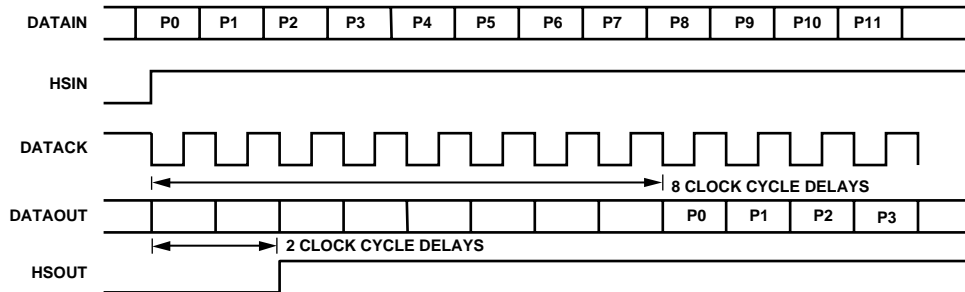 DATAIN P0 P1 P2 P3 P4 P5 P6 P7 P8 P9 P10 P11
HSIN
DATACK
8 CLOCK CYCLE DELAYS
DATAOUT P0 P1 P2 P3
2 CLOCK CYCLE DELAYS
HSOUT